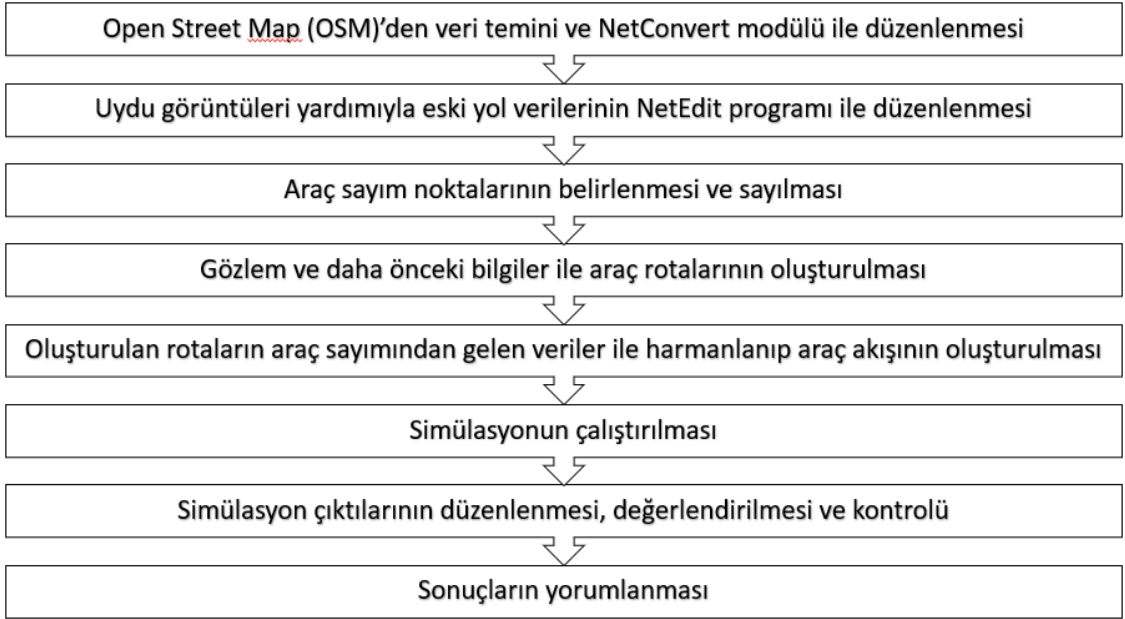 Open Street Map (OSM)’den veri temini ve NetConvert modülü ile düzenlenmesi
Uydu görüntüleri yardımıyla eski yol verilerinin NetEdit programı ile düzenlenmesi
Araç sayım noktalarının belirlenmesi ve sayılması
Gözlem ve daha önceki bilgiler ile araç rotalarının oluşturulması
Oluşturulan rotaların araç sayımından gelen veriler ile harmanlanıp araç akışının oluşturulması
Simülasyonun çalıştırılması
Simülasyon çıktılarının düzenlenmesi, değerlendirilmesi ve kontrolü
Sonuçların yorumlanması